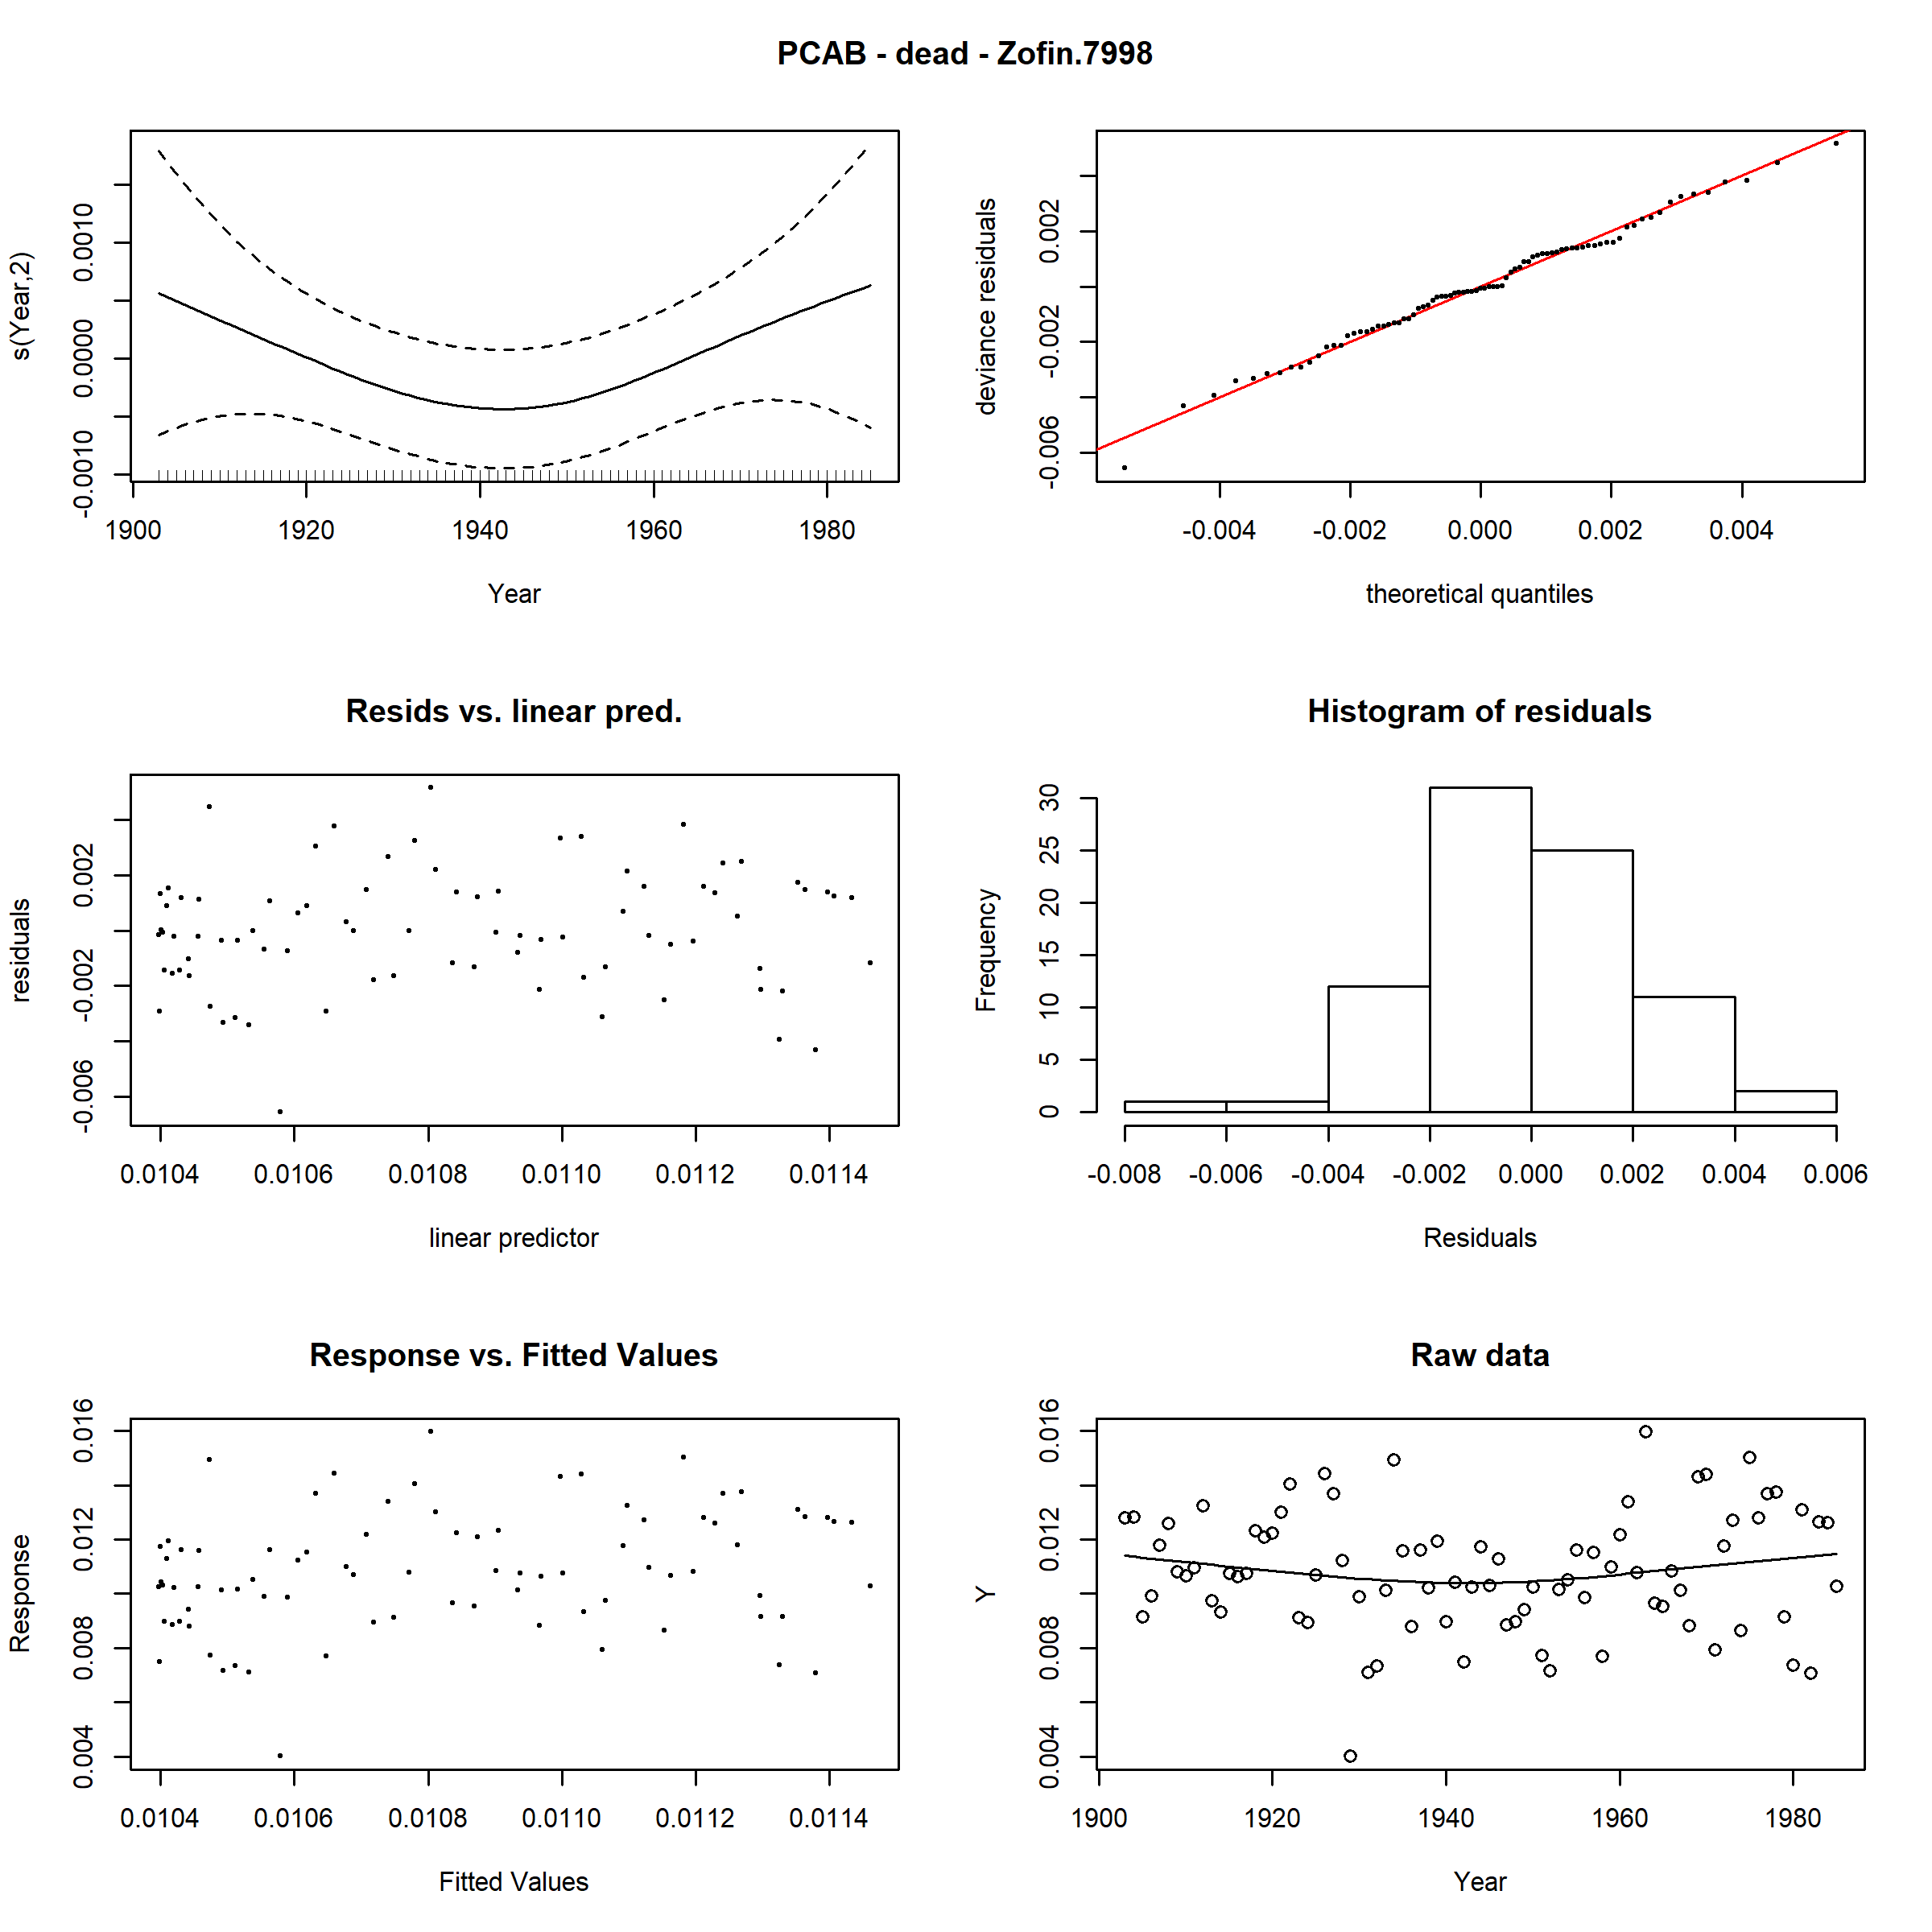 PCAB - dead - Zofin.7998
s(Year,2)
-0.0010 0.0000 0.0010
1900 1920 1940 1960 1980
Year
deviance residuals
-0.006 -0.002 0.002
-0.004 -0.002 0.000 0.002 0.004
theoretical quantiles
Resids vs. linear pred.
residuals
-0.006 -0.002 0.002
0.0104 0.0106 0.0108 0.0110 0.0112 0.0114
linear predictor
Histogram of residuals
Frequency
0 5 10 15 20 25 30
-0.008 -0.006 -0.004 -0.002 0.000 0.002 0.004 0.006
Residuals
Response vs. Fitted Values
Response
0.004 0.008 0.012 0.016
0.0104 0.0106 0.0108 0.0110 0.0112 0.0114
Fitted Values
Raw data
Y
0.004 0.008 0.012 0.016
1900 1920 1940 1960 1980
Year